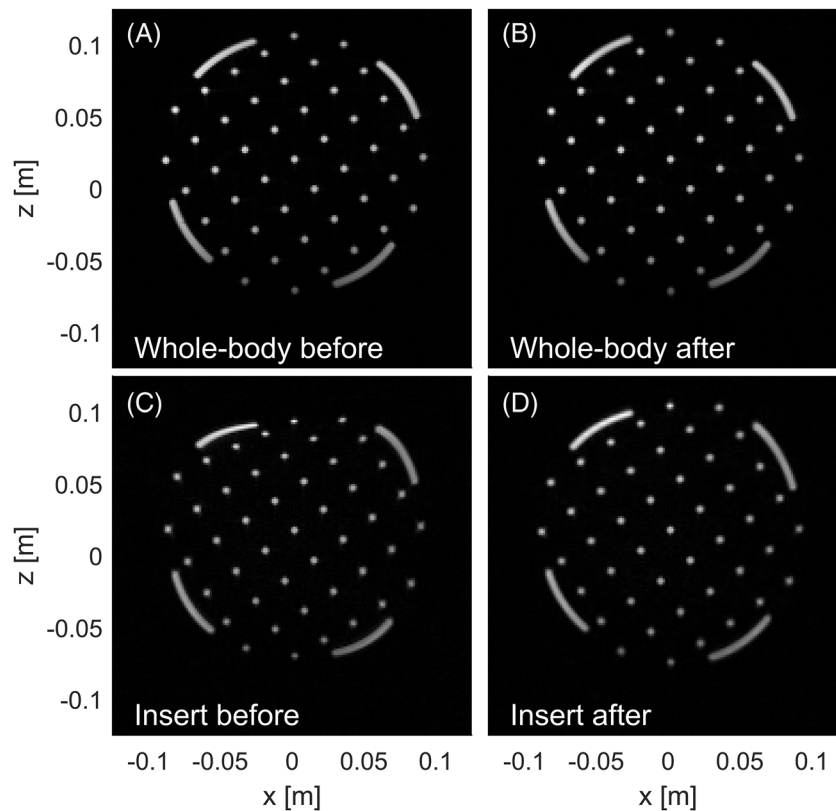 (A)
(B)
0.1
0.05
0
-0.05
-0.1
z [m]
Whole-body before
Whole-body after
(C)
(D)
0.1
0.05
0
-0.05
-0.1
z [m]
Insert before
Insert after
-0.1 -0.05 0 0.05 0.1
-0.1 -0.05 0 0.05 0.1
x [m]
x [m]